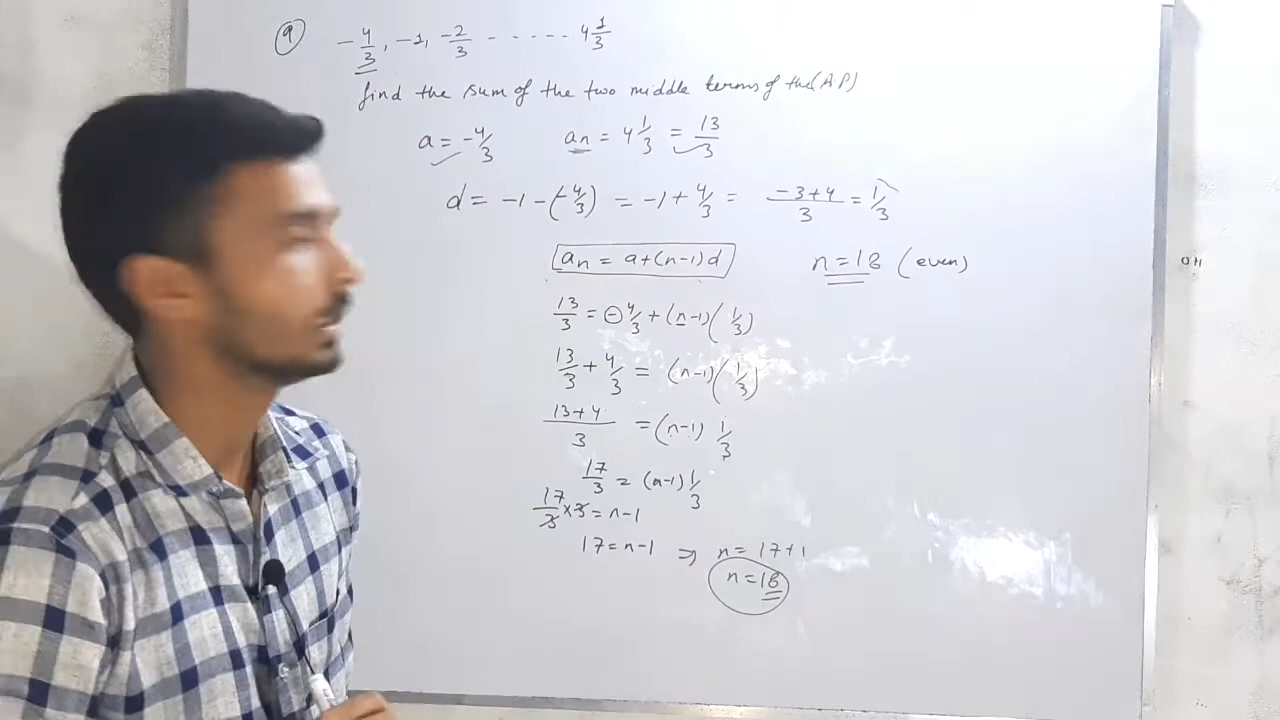 9 -4/3, -1, -2/3 ------ 4 1/3
find the sum of the two middle terms of the (AP)
a = -4/3 an = 4 1/3 = 13/3
d = -1 - (-4/3) = -1 + 4/3 = -3+4/3 = 1/3
an = a+(n-1)d n = 18 (even)
13/3 = -4/3 + (n-1)(1/3)
13/3 + 4/3 = (n-1)(1/3)
13+4/3 = (n-1) 1/3
17/3 = (n-1) 1/3
17/3 × 3 = n-1
17 = n-1 ⇒ n = 17+1
n = 18